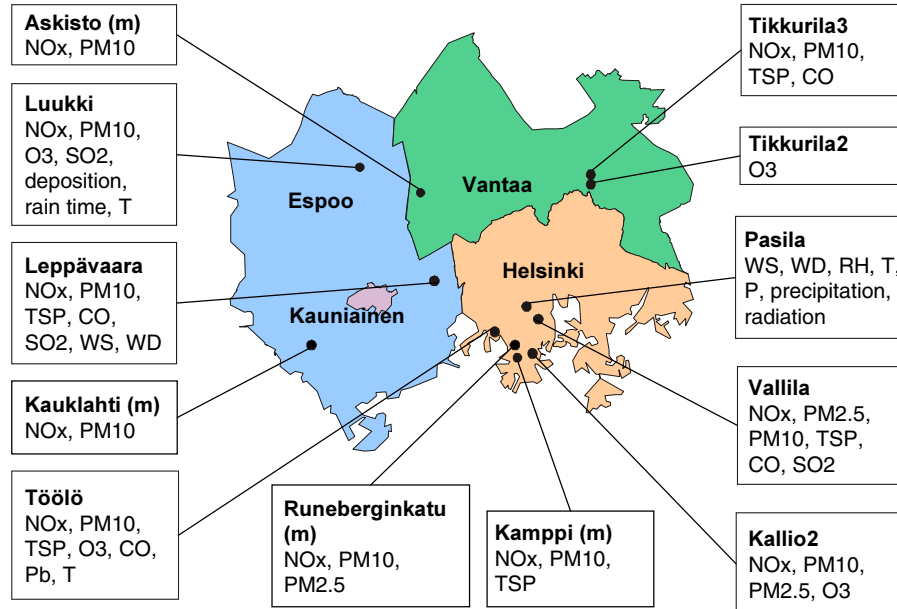 Askisto (m)
NOx, PM10
Luukki
NOx, PM10,
O3, SO2,
deposition,
rain time, T
Leppävaara
NOx, PM10,
TSP, CO,
SO2, WS, WD
Kauklahti (m)
NOx, PM10
Töölö
NOx, PM10,
TSP, O3, CO,
Pb, T
Runeberginkatu
(m)
NOx, PM10,
PM2.5
Kamppi (m)
NOx, PM10,
TSP
Espoo
Vantaa
Helsinki
Kauniainen
Tikkurila3
NOx, PM10,
TSP, CO
Tikkurila2
O3
Pasila
WS, WD, RH, T,
P, precipitation,
radiation
Vallila
NOx, PM2.5,
PM10, TSP,
CO, SO2
Kallio2
NOx, PM10,
PM2.5, O3